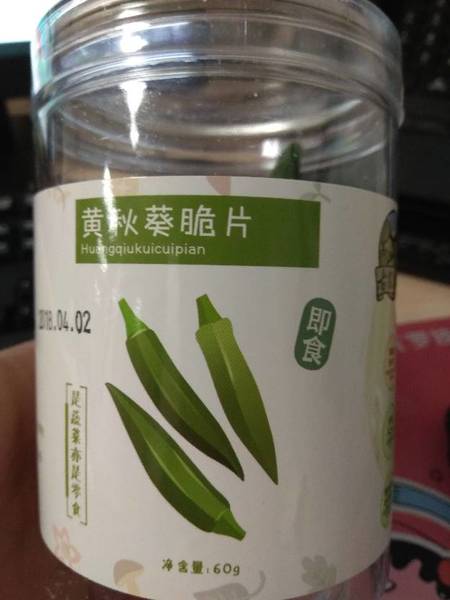 黄秋葵脆片
Huangqiukuicuipian
2018.04.02
即食
是蔬菜亦是零食
净含量:60g